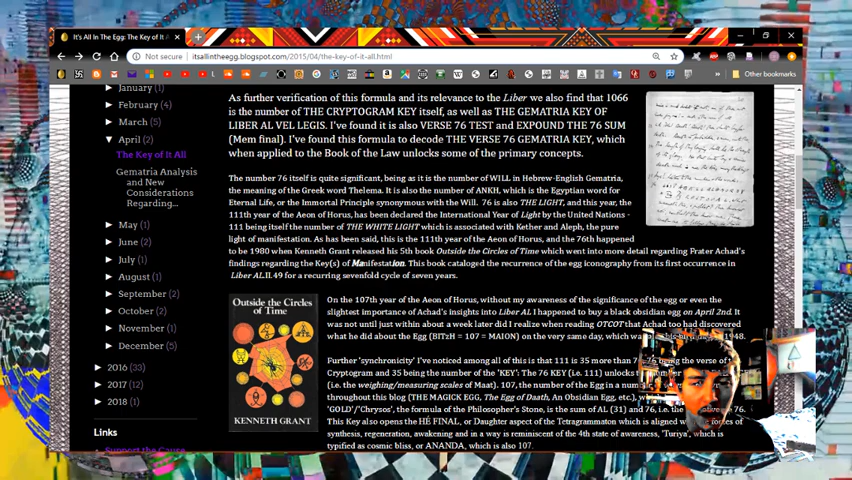 It's All In The Egg: The Key of It A
Not secure | itsallintheegg.blogspot.com/2015/04/the-key-of-it-all.html
Other bookmarks
► January (1)
► February (4)
► March (5)
▼ April (2)
The Key of It All
Gematria Analysis
and New
Considerations
Regarding...
► May (1)
► June (2)
► July (1)
► August (1)
► September (2)
► October (2)
► November (1)
► December (5)
► 2016 (33)
► 2017 (12)
► 2018 (1)
Links
Support the Cause
As further verification of this formula and its relevance to the Liber we also find that 1066
is the number of THE CRYPTOGRAM KEY itself, as well as THE GEMATRIA KEY OF
LIBER AL VEL LEGIS. I've found it is also VERSE 76 TEST and EXPOUND THE 76 SUM
(Mem final). I've found this formula to decode THE VERSE 76 GEMATRIA KEY, which
when applied to the Book of the Law unlocks some of the primary concepts.
The number 76 itself is quite significant, being as it is the number of WILL in Hebrew-English Gematria,
the meaning of the Greek word Thelema. It is also the number of ANKH, which is the Egyptian word for
Eternal Life, or the Immortal Principle synonymous with the Will. 76 is also THE LIGHT, and this year, the
111th year of the Aeon of Horus, has been declared the International Year of Light by the United Nations -
111 being itself the number of THE WHITE LIGHT which is associated with Kether and Aleph, the pure
light of manifestation. As has been said, this is the 111th year of the Aeon of Horus, and the 76th happened
to be 1980 when Kenneth Grant released his 5th book Outside the Circles of Time which went into more detail regarding Frater Achad's
findings regarding the Key(s) of Manifestation. This book cataloged the recurrence of the egg iconography from its first occurrence in
Liber AL.II.49 for a recurring sevenfold cycle of seven years.
Outside the Circles
of Time
KENNETH GRANT
On the 107th year of the Aeon of Horus, without my awareness of the significance of the egg or even the
slightest importance of Achad's insights into Liber AL I happened to buy a black obsidian egg on April 2nd. It
was not until just within about a week later did I realize when reading OTCOT that Achad too had discovered
what he did about the Egg (BITzH = 107 = MAION) on the very same day, which was 1948.
Further 'synchronicity' I've noticed among all of this is that 111 is 35 more than 76, 76 being the verse of
Cryptogram and 35 being the number of the 'KEY'. The 76 KEY (i.e. 111) unlocks
(i.e. the weighing/measuring scales of Maat). 107, the number of the Egg in a
throughout this blog (THE MAGICK EGG, The Egg of Daath, An Obsidian Egg, etc.),
'GOLD'/'Chrysos', the formula of the Philosopher's Stone, is the sum of AL (31) and 76, i.e. 76.
This Key also opens the HÉ FINAL, or Daughter aspect of the Tetragrammaton which is aligned of
synthesis, regeneration, awakening and in a way is reminiscent of the 4th state of awareness, 'Turiya', which is
typified as cosmic bliss, or ANANDA, which is also 107.